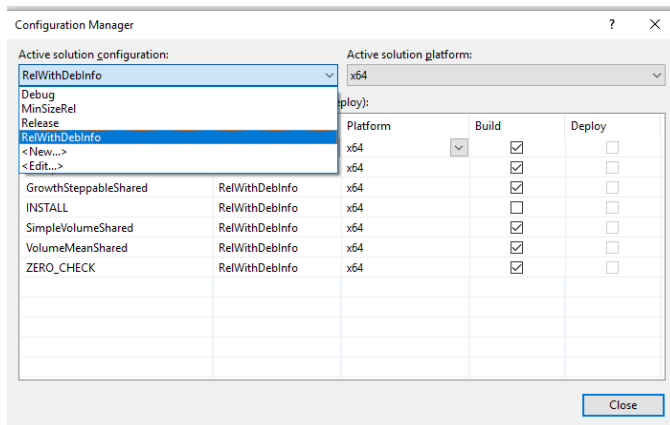 Configuration Manager
? ×
Active solution configuration: Active solution platform:
RelWithDebInfo x64
Debug
MinSizeRel ploy):
Release Platform Build Deploy
RelWithDebInfo
<New...> x64
<Edit...> x64
GrowthSteppableShared RelWithDebInfo x64
INSTALL RelWithDebInfo x64
SimpleVolumeShared RelWithDebInfo x64
VolumeMeanShared RelWithDebInfo x64
ZERO_CHECK RelWithDebInfo x64
Close